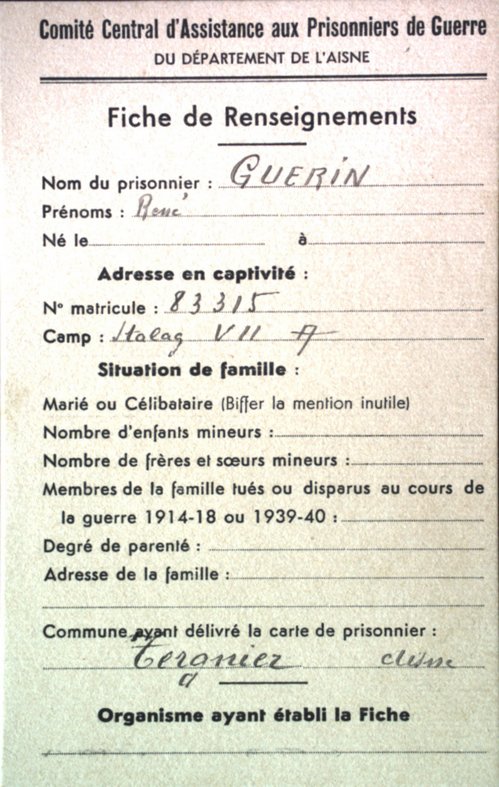 Comité Central d'Assistance aux Prisonniers de Guerre
DU DÉPARTEMENT DE L'AISNE
Fiche de Renseignements
Nom du prisonnier : GUERIN
Prénoms : René
Né le à
Adresse en captivité :
No matricule : 83315
Camp : Stalag VII A
Situation de famille :
Marié ou Célibataire (Biffer la mention inutile)
Nombre d'enfants mineurs :
Nombre de frères et sœurs mineurs :
Membres de la famille tués ou disparus au cours de
la guerre 1914-18 ou 1939-40 :
Degré de parenté :
Adresse de la famille :
Commune ayant délivré la carte de prisonnier :
Tergnier Aisne
Organisme ayant établi la Fiche